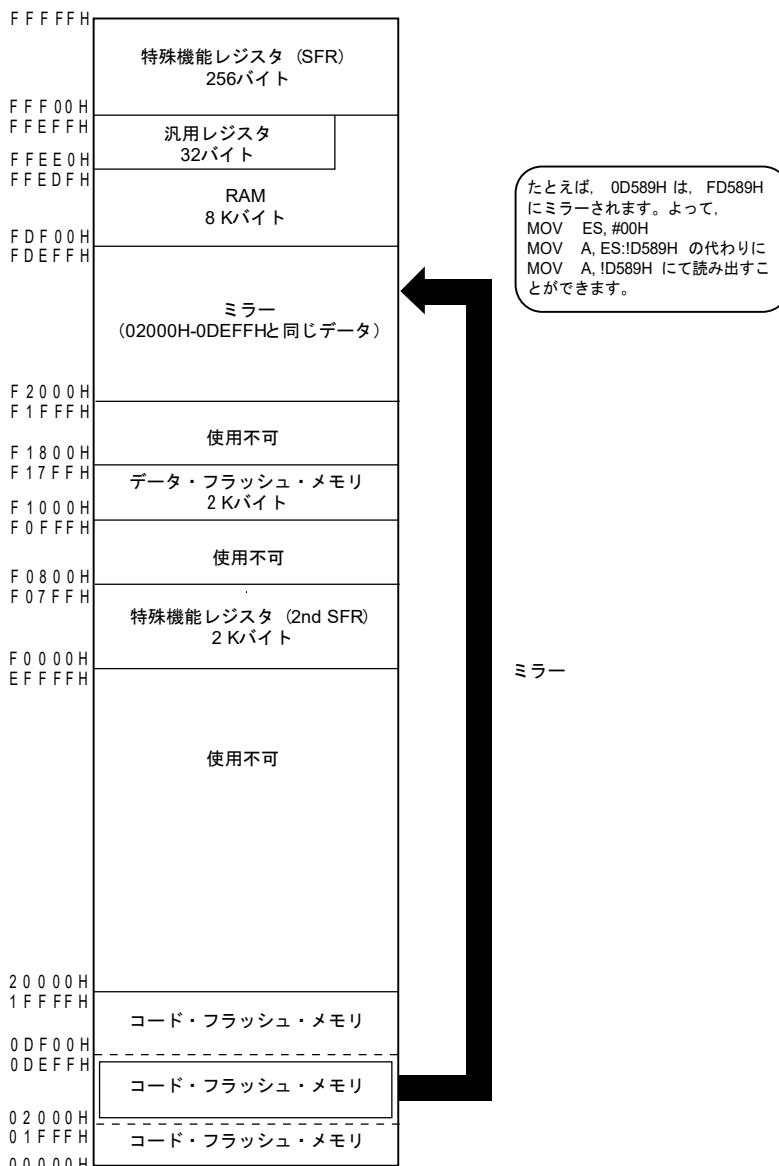 FFFFFH
特殊機能レジスタ (SFR)
256バイト
FFF00H
FFEFFH
汎用レジスタ
32バイト
FFEE0H
FFEDFH
RAM
8 Kバイト
FDF00H
FDEFFH
ミラー
(02000H-0DEFFHと同じデータ)
F2000H
F1FFFH
使用不可
F1800H
F17FFH
データ・フラッシュ・メモリ
2 Kバイト
F1000H
F0FFFH
使用不可
F0800H
F07FFH
特殊機能レジスタ (2nd SFR)
2 Kバイト
F0000H
EFFFFH
使用不可
20000H
1FFFFH
コード・フラッシュ・メモリ
0DF00H
0DEFFH
コード・フラッシュ・メモリ
02000H
01FFFH
コード・フラッシュ・メモリ
00000H
たとえば, 0D589H は, FD589H
にミラーされます。よって,
MOV ES, #00H
MOV A, ES:!D589H の代わりに
MOV A, !D589H にて読み出すこ
とができます。
ミラー